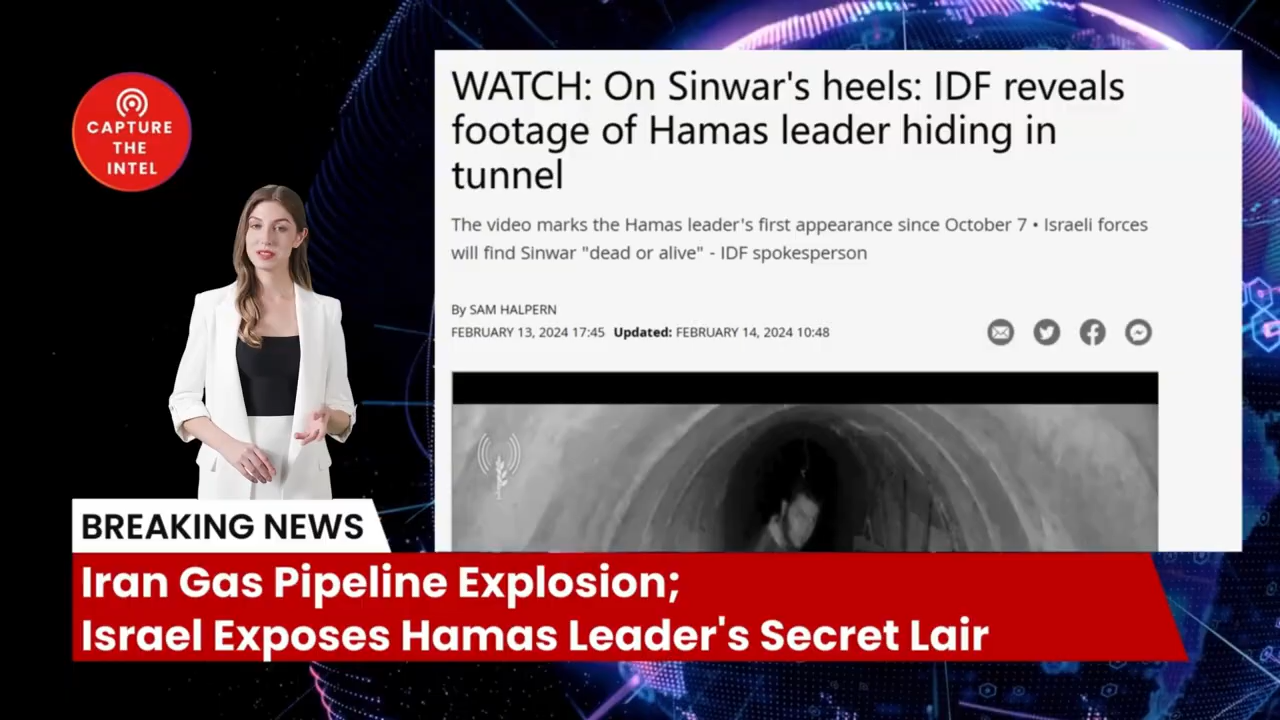 CAPTURE
THE
INTEL
WATCH: On Sinwar's heels: IDF reveals
footage of Hamas leader hiding in
tunnel
The video marks the Hamas leader's first appearance since October 7 • Israeli forces
will find Sinwar "dead or alive" - IDF spokesperson
By SAM HALPERN
FEBRUARY 13, 2024 17:45 Updated: FEBRUARY 14, 2024 10:48
BREAKING NEWS
Iran Gas Pipeline Explosion;
Israel Exposes Hamas Leader's Secret Lair